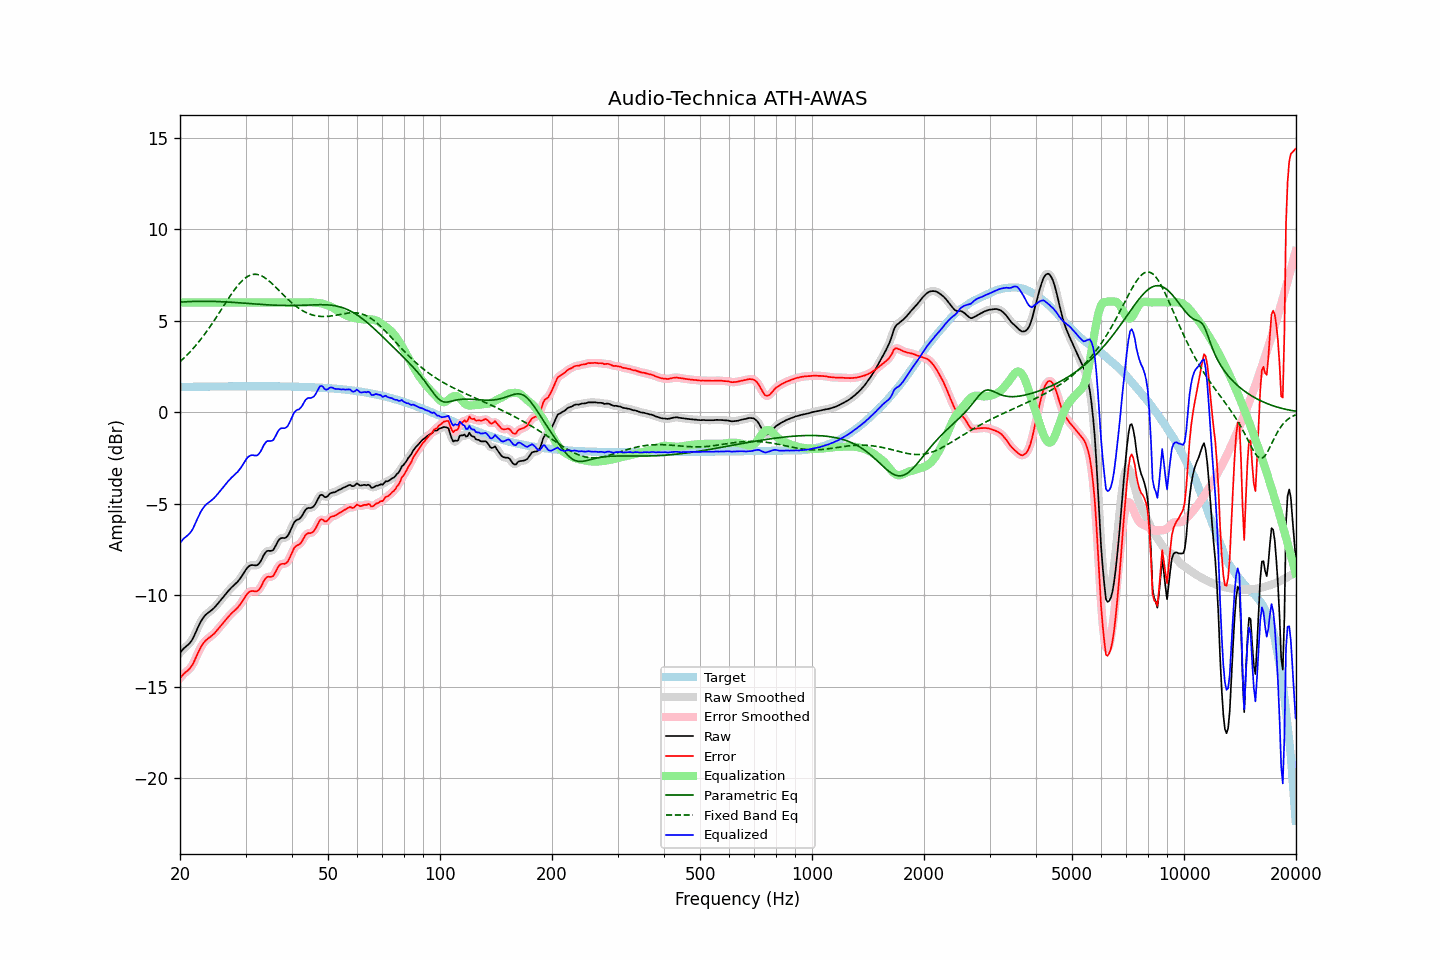 Audio-Technica ATH-AWAS
Amplitude (dBr)
15
10
5
0
−5
−10
−15
−20
Target
Raw Smoothed
Error Smoothed
Raw
Error
Equalization
Parametric Eq
Fixed Band Eq
Equalized
20 50 100 200 500 1000 2000 5000 10000 20000
Frequency (Hz)